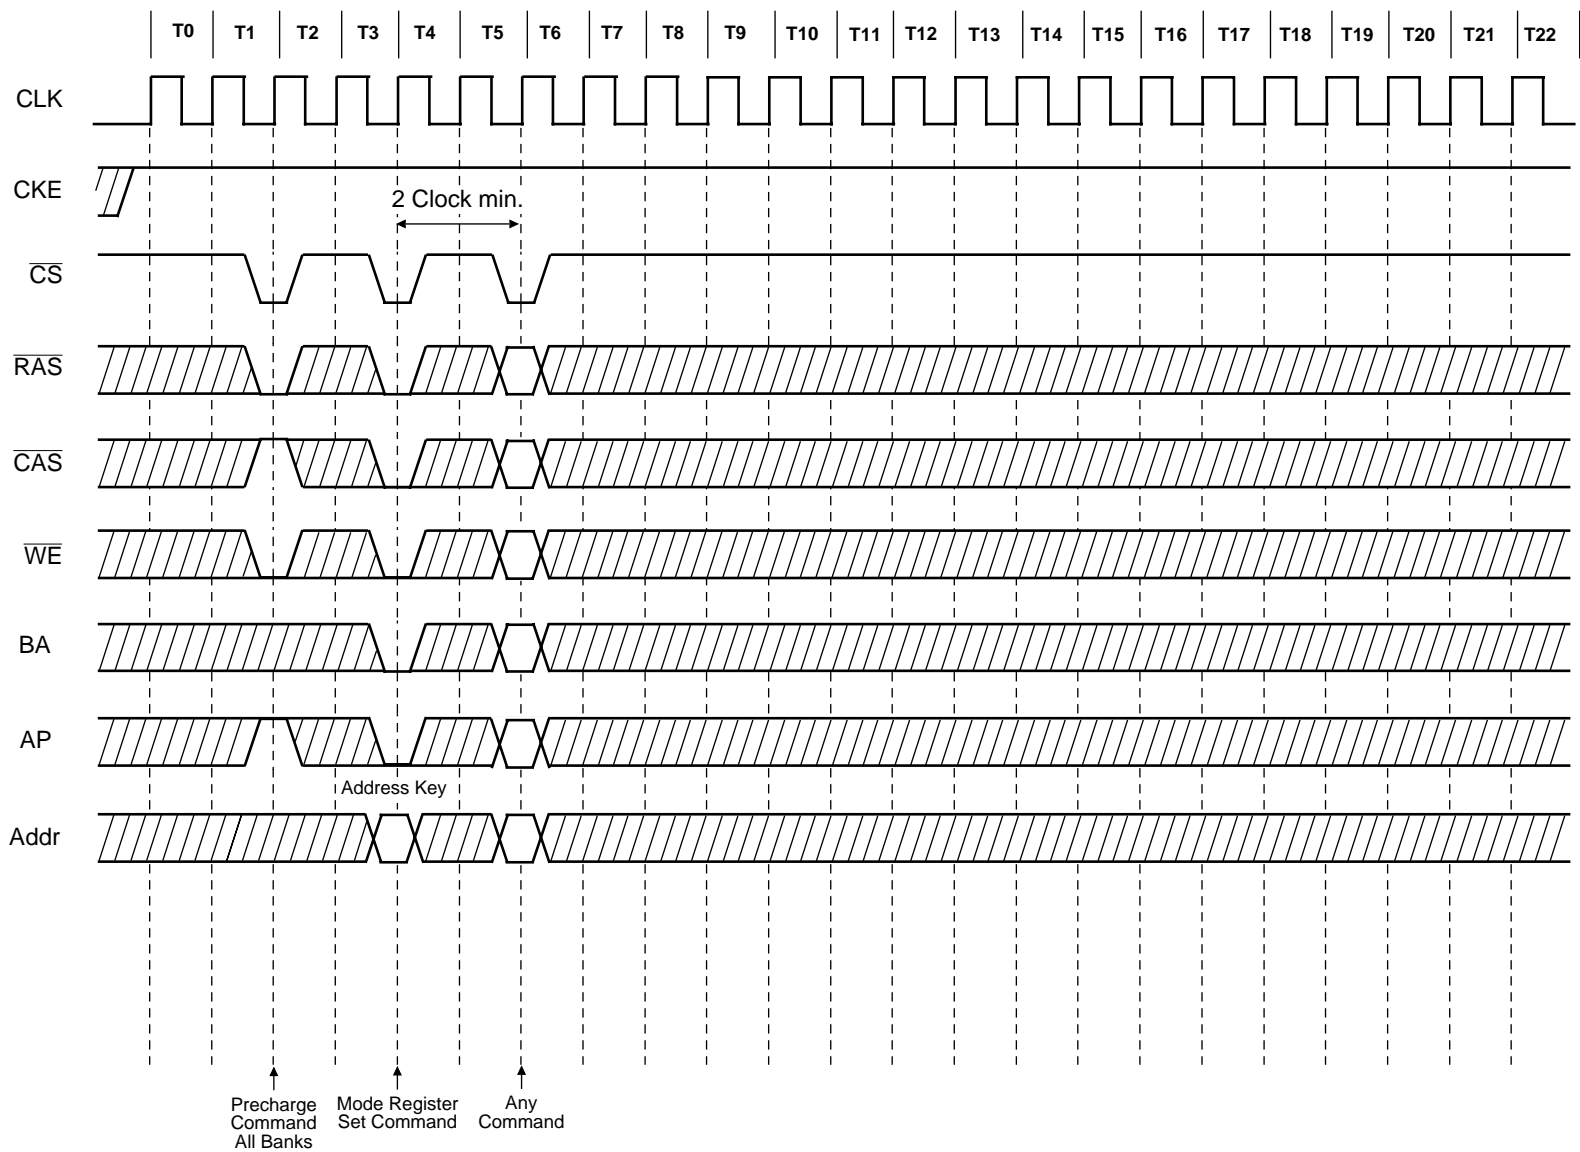 T0 T1 T2 T3 T4 T5 T6 T7 T8 T9 T10 T11 T12 T13 T14 T15 T16 T17 T18 T19 T20 T21 T22
CLK
CKE
2 Clock min.
CS
RAS
CAS
WE
BA
AP
Address Key
Addr
Precharge
Command
All Banks
Mode Register
Set Command
Any
Command